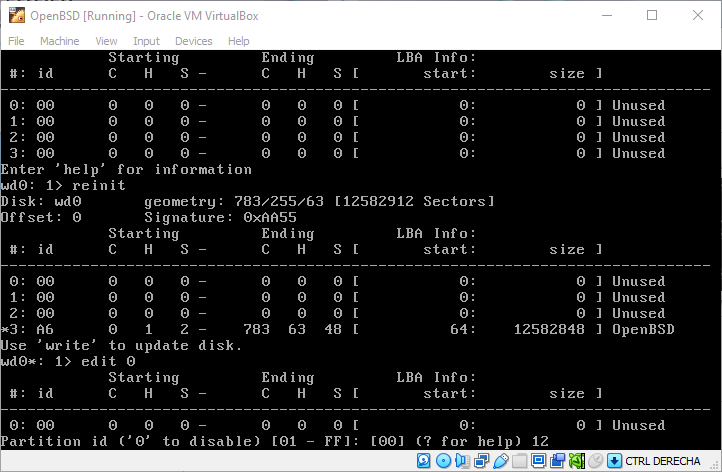 OpenBSD [Running] - Oracle VM VirtualBox
File Machine View Input Devices Help
Starting Ending LBA Info:
#: id C H S - C H S [ start: size ]
-------------------------------------------------------------------------------
0: 00 0 0 0 - 0 0 0 [ 0: 0 ] Unused
1: 00 0 0 0 - 0 0 0 [ 0: 0 ] Unused
2: 00 0 0 0 - 0 0 0 [ 0: 0 ] Unused
3: 00 0 0 0 - 0 0 0 [ 0: 0 ] Unused
Enter 'help' for information
wd0: 1> reinit
Disk: wd0 geometry: 783/255/63 [12582912 Sectors]
Offset: 0 Signature: 0xAA55
Starting Ending LBA Info:
#: id C H S - C H S [ start: size ]
-------------------------------------------------------------------------------
0: 00 0 0 0 - 0 0 0 [ 0: 0 ] Unused
1: 00 0 0 0 - 0 0 0 [ 0: 0 ] Unused
2: 00 0 0 0 - 0 0 0 [ 0: 0 ] Unused
*3: A6 0 1 2 - 783 63 48 [ 64: 12582848 ] OpenBSD
Use 'write' to update disk.
wd0*: 1> edit 0
Starting Ending LBA Info:
#: id C H S - C H S [ start: size ]
-------------------------------------------------------------------------------
0: 00 0 0 0 - 0 0 0 [ 0: 0 ] Unused
Partition id ('0' to disable) [01 - FF]: [00] (? for help) 12
CTRL DERECHA